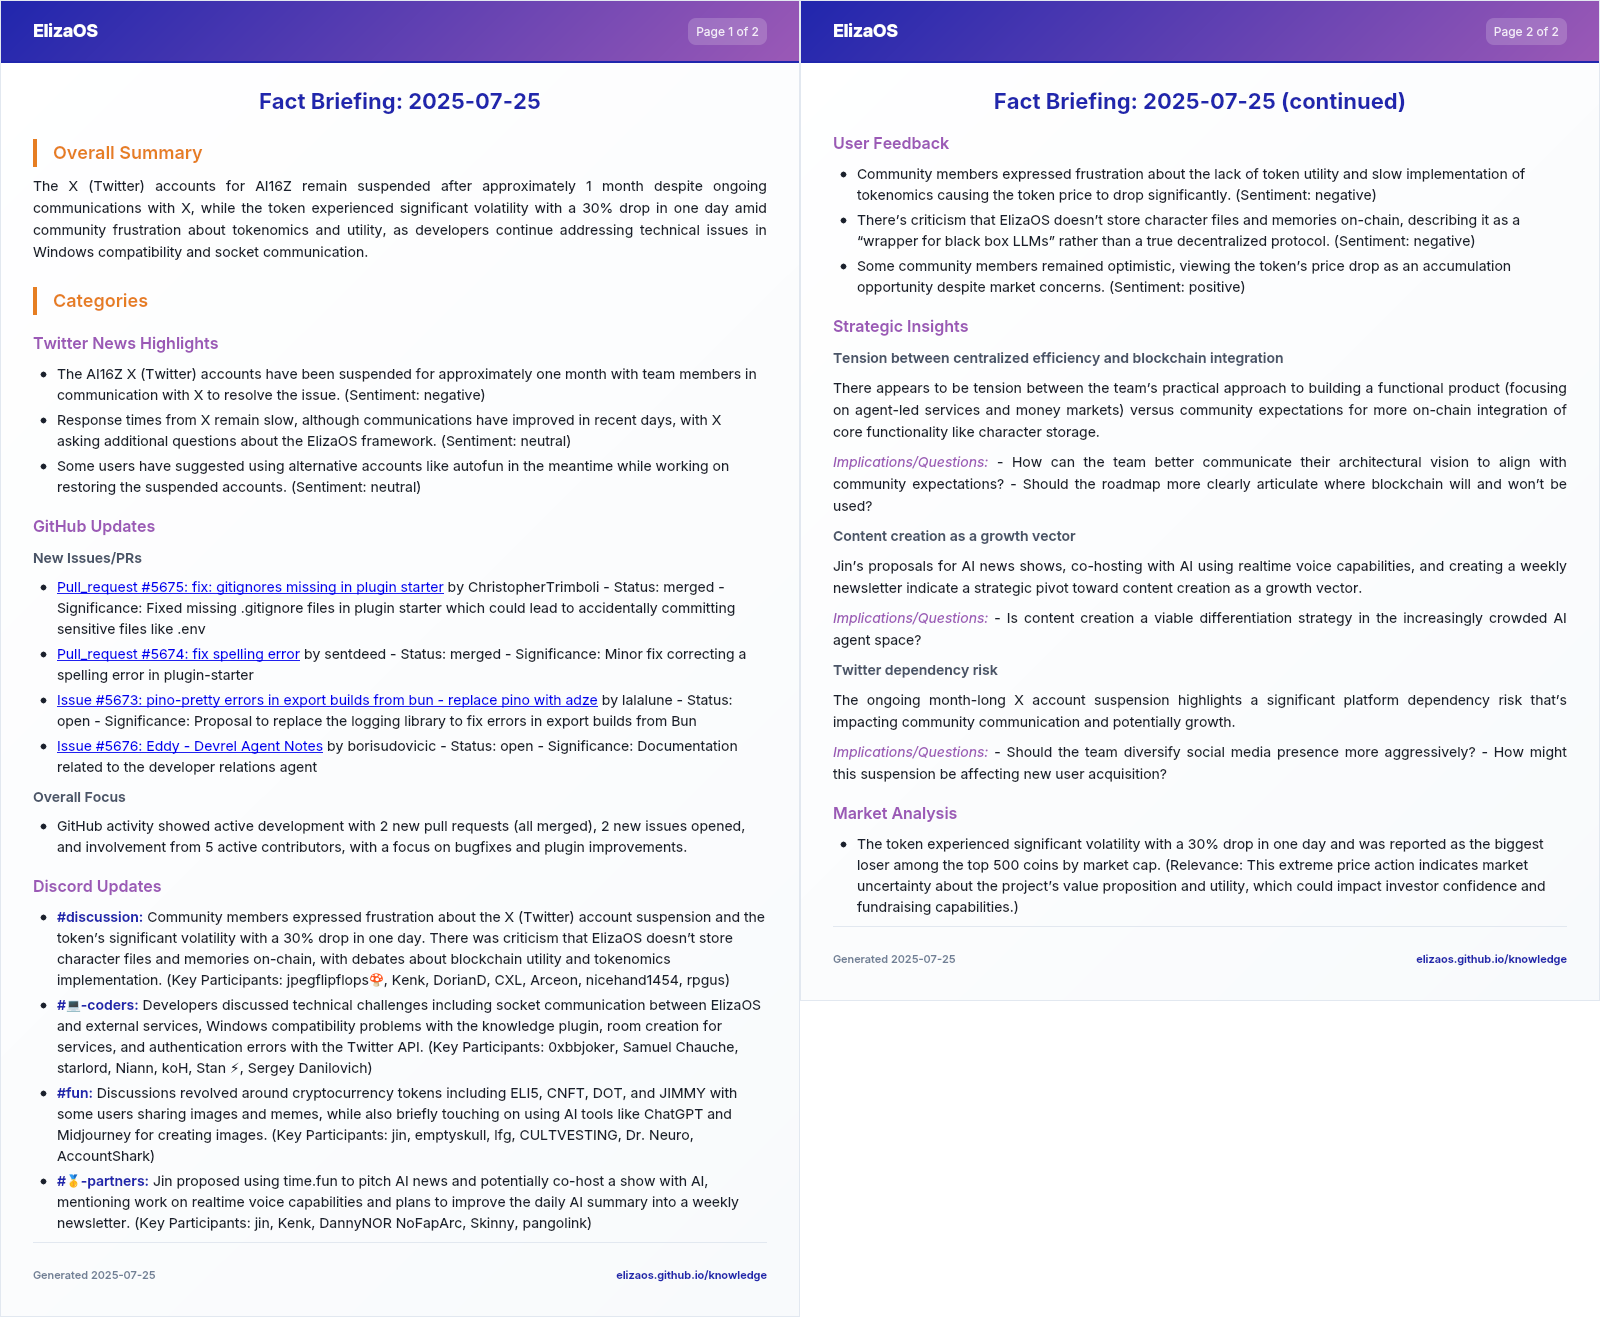 ElizaOS
Page 1 of 2
Fact Briefing: 2025-07-25
Overall Summary
The X (Twitter) accounts for AI16Z remain suspended after approximately 1 month despite ongoing
communications with X, while the token experienced significant volatility with a 30% drop in one day amid
community frustration about tokenomics and utility, as developers continue addressing technical issues in
Windows compatibility and socket communication.
Categories
Twitter News Highlights
• The AI16Z X (Twitter) accounts have been suspended for approximately one month with team members in
communication with X to resolve the issue. (Sentiment: negative)
• Response times from X remain slow, although communications have improved in recent days, with X
asking additional questions about the ElizaOS framework. (Sentiment: neutral)
• Some users have suggested using alternative accounts like autofun in the meantime while working on
restoring the suspended accounts. (Sentiment: neutral)
GitHub Updates
New Issues/PRs
• Pull_request #5675: fix: gitignores missing in plugin starter by ChristopherTrimboli - Status: merged -
Significance: Fixed missing .gitignore files in plugin starter which could lead to accidentally committing
sensitive files like .env
• Pull_request #5674: fix spelling error by sentdeed - Status: merged - Significance: Minor fix correcting a
spelling error in plugin-starter
• Issue #5673: pino-pretty errors in export builds from bun - replace pino with adze by lalalune - Status:
open - Significance: Proposal to replace the logging library to fix errors in export builds from Bun
• Issue #5676: Eddy - Devrel Agent Notes by borisudovicic - Status: open - Significance: Documentation
related to the developer relations agent
Overall Focus
• GitHub activity showed active development with 2 new pull requests (all merged), 2 new issues opened,
and involvement from 5 active contributors, with a focus on bugfixes and plugin improvements.
Discord Updates
• #discussion: Community members expressed frustration about the X (Twitter) account suspension and the
token’s significant volatility with a 30% drop in one day. There was criticism that ElizaOS doesn’t store
character files and memories on-chain, with debates about blockchain utility and tokenomics
implementation. (Key Participants: jpegflipflops🍄, Kenk, DorianD, CXL, Arceon, nicehand1454, rpgus)
• #💻-coders: Developers discussed technical challenges including socket communication between ElizaOS
and external services, Windows compatibility problems with the knowledge plugin, room creation for
services, and authentication errors with the Twitter API. (Key Participants: 0xbbjoker, Samuel Chauche,
starlord, Niann, koH, Stan ⚡, Sergey Danilovich)
• #fun: Discussions revolved around cryptocurrency tokens including ELI5, CNFT, DOT, and JIMMY with
some users sharing images and memes, while also briefly touching on using AI tools like ChatGPT and
Midjourney for creating images. (Key Participants: jin, emptyskull, lfg, CULTVESTING, Dr. Neuro,
AccountShark)
• #🥇-partners: Jin proposed using time.fun to pitch AI news and potentially co-host a show with AI,
mentioning work on realtime voice capabilities and plans to improve the daily AI summary into a weekly
newsletter. (Key Participants: jin, Kenk, DannyNOR NoFapArc, Skinny, pangolink)
Generated 2025-07-25
elizaos.github.io/knowledge
ElizaOS
Page 2 of 2
Fact Briefing: 2025-07-25 (continued)
User Feedback
• Community members expressed frustration about the lack of token utility and slow implementation of
tokenomics causing the token price to drop significantly. (Sentiment: negative)
• There’s criticism that ElizaOS doesn’t store character files and memories on-chain, describing it as a
“wrapper for black box LLMs” rather than a true decentralized protocol. (Sentiment: negative)
• Some community members remained optimistic, viewing the token’s price drop as an accumulation
opportunity despite market concerns. (Sentiment: positive)
Strategic Insights
Tension between centralized efficiency and blockchain integration
There appears to be tension between the team’s practical approach to building a functional product (focusing
on agent-led services and money markets) versus community expectations for more on-chain integration of
core functionality like character storage.
Implications/Questions: - How can the team better communicate their architectural vision to align with
community expectations? - Should the roadmap more clearly articulate where blockchain will and won’t be
used?
Content creation as a growth vector
Jin’s proposals for AI news shows, co-hosting with AI using realtime voice capabilities, and creating a weekly
newsletter indicate a strategic pivot toward content creation as a growth vector.
Implications/Questions: - Is content creation a viable differentiation strategy in the increasingly crowded AI
agent space?
Twitter dependency risk
The ongoing month-long X account suspension highlights a significant platform dependency risk that’s
impacting community communication and potentially growth.
Implications/Questions: - Should the team diversify social media presence more aggressively? - How might
this suspension be affecting new user acquisition?
Market Analysis
• The token experienced significant volatility with a 30% drop in one day and was reported as the biggest
loser among the top 500 coins by market cap. (Relevance: This extreme price action indicates market
uncertainty about the project’s value proposition and utility, which could impact investor confidence and
fundraising capabilities.)
Generated 2025-07-25
elizaos.github.io/knowledge